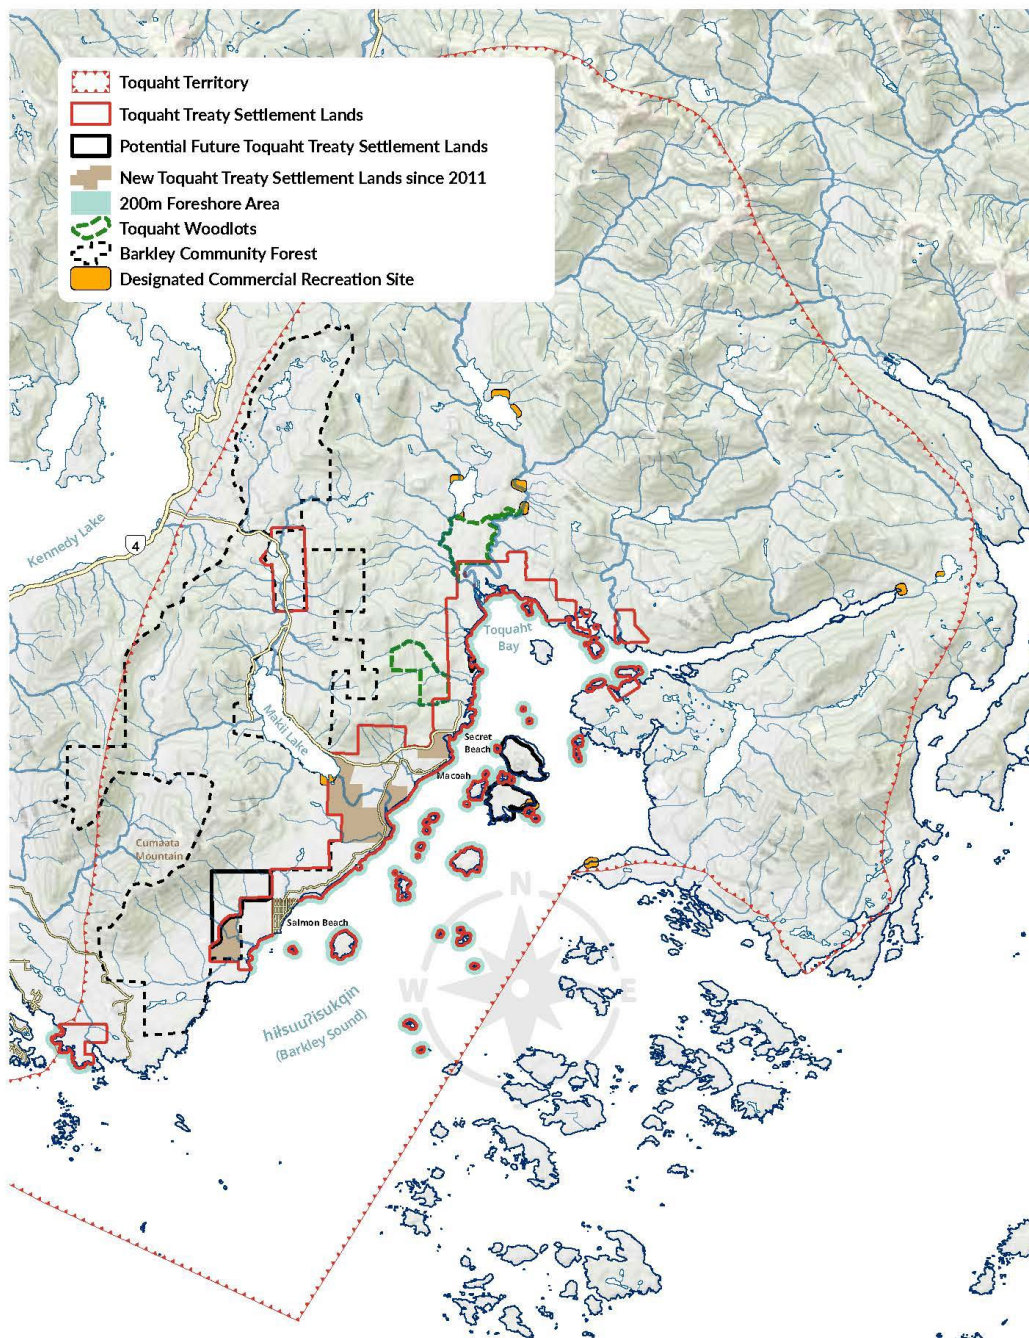 Toquaht Territory
Toquaht Treaty Settlement Lands
Potential Future Toquaht Treaty Settlement Lands
New Toquaht Treaty Settlement Lands since 2011
200m Foreshore Area
Toquaht Woodlots
Barkley Community Forest
Designated Commercial Recreation Site
Kennedy Lake
4
Toquaht
Bay
Makii Lake
Secret
Beach
Macoah
Cumaata
Mountain
Salmon Beach
N
W
E
hiłsuuʔisukqin
(Barkley Sound)